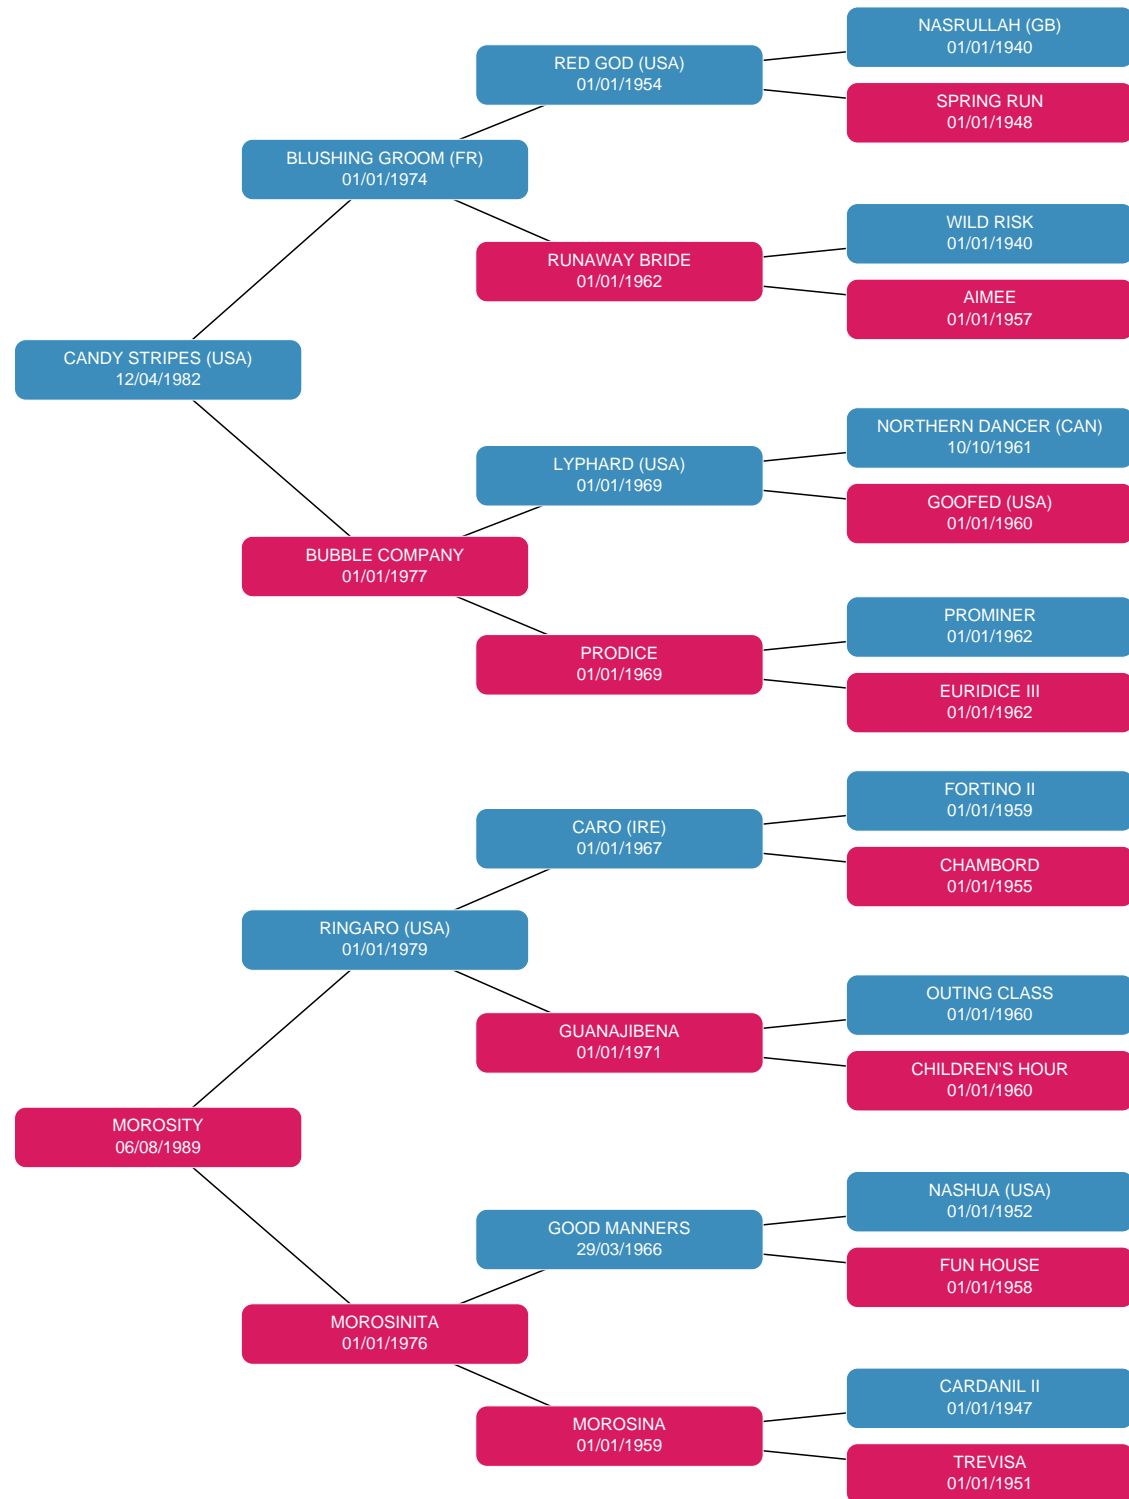 NASRULLAH (GB)
01/01/1940
RED GOD (USA)
01/01/1954
SPRING RUN
01/01/1948
BLUSHING GROOM (FR)
01/01/1974
WILD RISK
01/01/1940
RUNAWAY BRIDE
01/01/1962
AIMEE
01/01/1957
CANDY STRIPES (USA)
12/04/1982
NORTHERN DANCER (CAN)
10/10/1961
LYPHARD (USA)
01/01/1969
GOOFED (USA)
01/01/1960
BUBBLE COMPANY
01/01/1977
PROMINER
01/01/1962
PRODICE
01/01/1969
EURIDICE III
01/01/1962
FORTINO II
01/01/1959
CARO (IRE)
01/01/1967
CHAMBORD
01/01/1955
RINGARO (USA)
01/01/1979
OUTING CLASS
01/01/1960
GUANAJIBENA
01/01/1971
CHILDREN'S HOUR
01/01/1960
MOROSITY
06/08/1989
NASHUA (USA)
01/01/1952
GOOD MANNERS
29/03/1966
FUN HOUSE
01/01/1958
MOROSINITA
01/01/1976
CARDANIL II
01/01/1947
MOROSINA
01/01/1959
TREVISA
01/01/1951